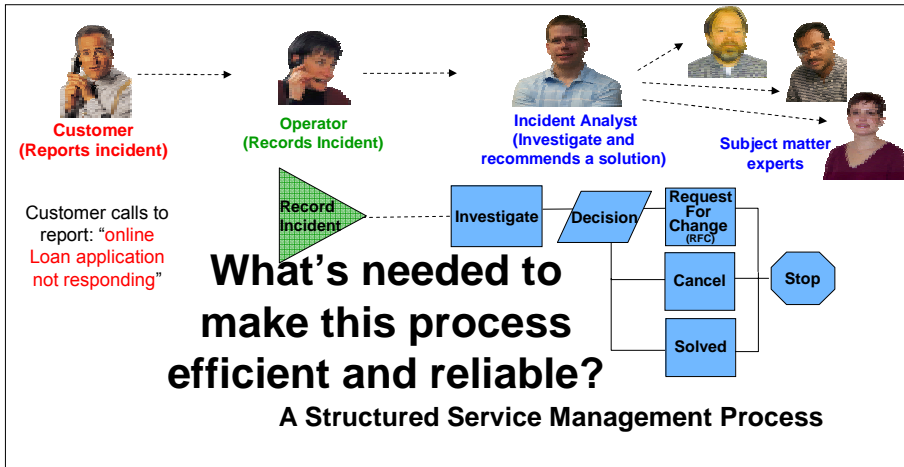 Customer
(Reports incident)
Operator
(Records Incident)
Incident Analyst
(Investigate and
recommends a solution)
Subject matter
experts
Customer calls to
report: “online
Loan application
not responding”
Record
Incident
Investigate
Decision
Request
For
Change
(RFC)
Cancel
Solved
Stop
What’s needed to
make this process
efficient and reliable?
A Structured Service Management Process